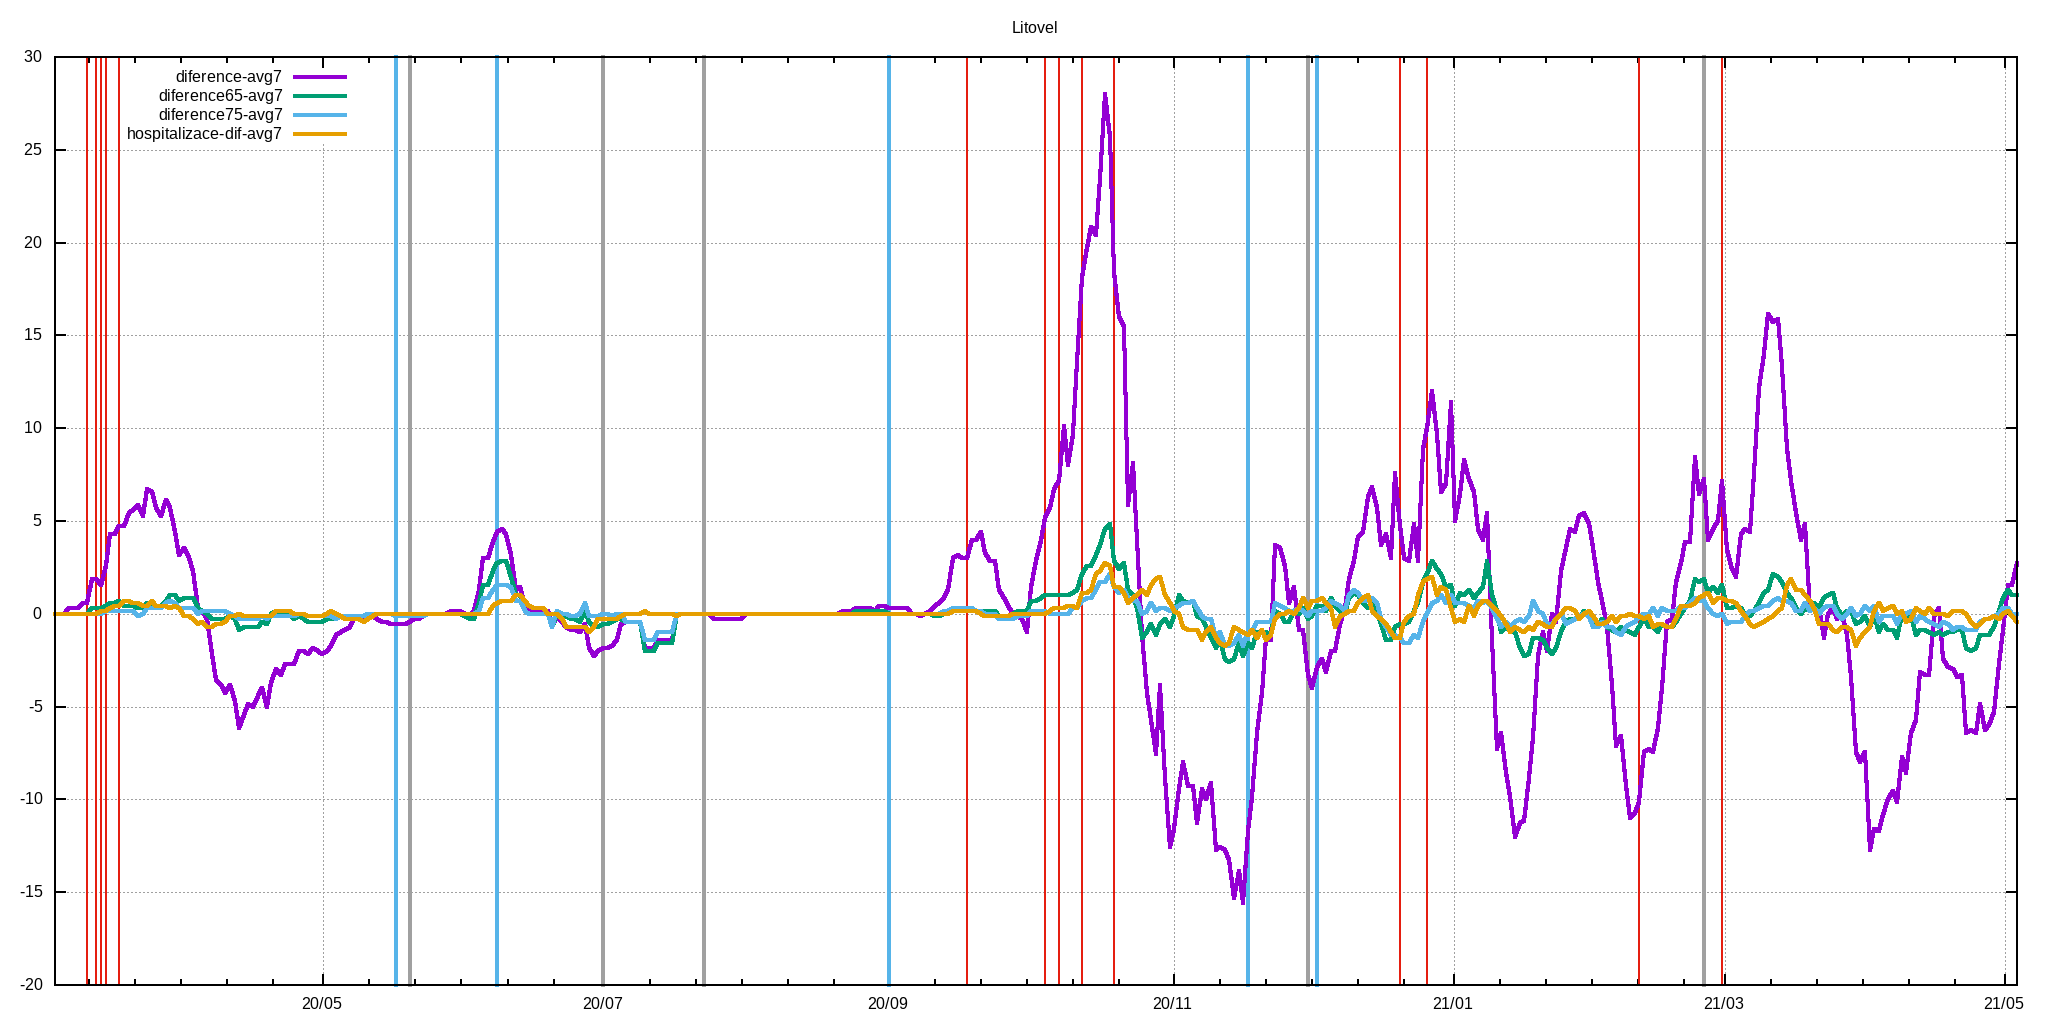 Litovel
30
diference-avg7
diference65-avg7
diference75-avg7
hospitalizace-dif-avg7
25
20
15
10
5
0
-5
-10
-15
-20
20/05 20/07 20/09 20/11 21/01 21/03 21/05